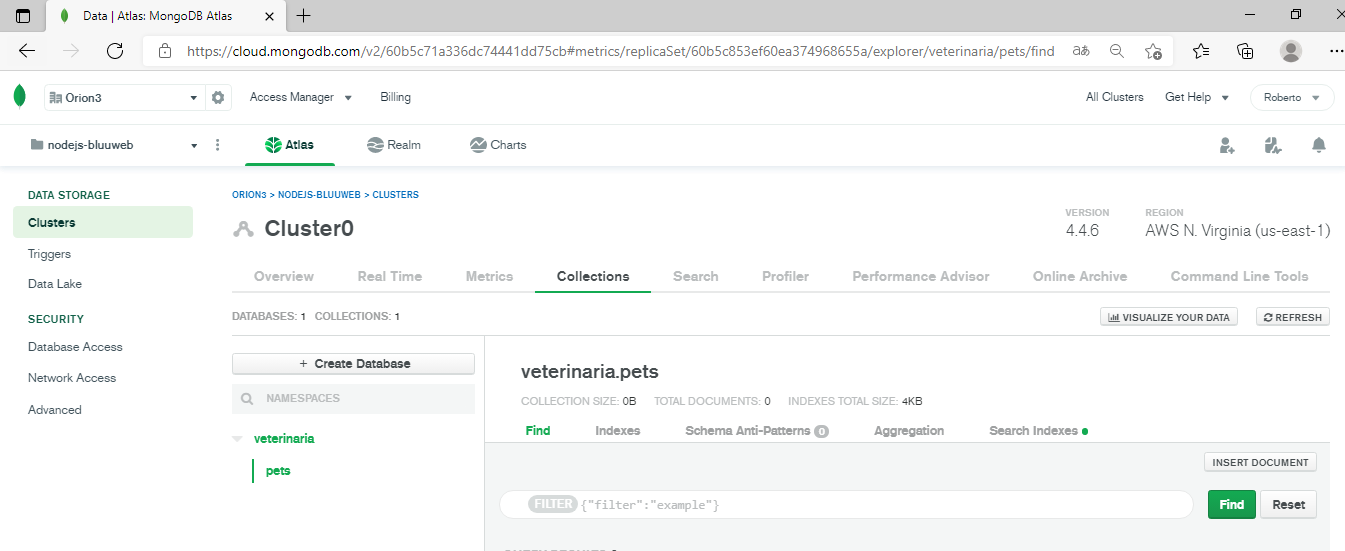 Data | Atlas: MongoDB Atlas
https://cloud.mongodb.com/v2/60b5c71a336dc74441dd75cb#metrics/replicaSet/60b5c853ef60ea374968655a/explorer/veterinaria/pets/find
Orion3 Access Manager Billing All Clusters Get Help Roberto
nodejs-bluuweb Atlas Realm Charts
DATA STORAGE
Clusters
Triggers
Data Lake
SECURITY
Database Access
Network Access
Advanced
ORION3 > NODEJS-BLUUWEB > CLUSTERS
Cluster0
VERSION
4.4.6
REGION
AWS N. Virginia (us-east-1)
Overview Real Time Metrics Collections Search Profiler Performance Advisor Online Archive Command Line Tools
DATABASES: 1 COLLECTIONS: 1 VISUALIZE YOUR DATA REFRESH
+ Create Database
NAMESPACES
veterinaria
pets
veterinaria.pets
COLLECTION SIZE: 0B TOTAL DOCUMENTS: 0 INDEXES TOTAL SIZE: 4KB
Find Indexes Schema Anti-Patterns 0 Aggregation Search Indexes
INSERT DOCUMENT
FILTER {"filter":"example"} Find Reset